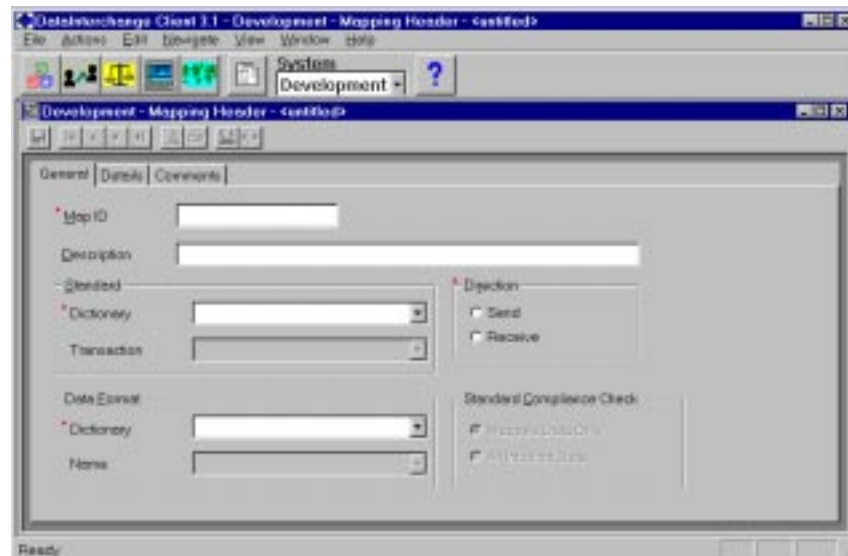 DataInterchange Client 3.1 - Development - Mapping Header - <untitled>
File Actions Edit Navigate View Window Help
System
Development
?
Development - Mapping Header - <untitled>
General Details Comments
* Map ID
Description
Standard
* Direction
* Dictionary
Send
Transaction
Receive
Data Format
Standard Compliance Check
* Dictionary
Name
Ready